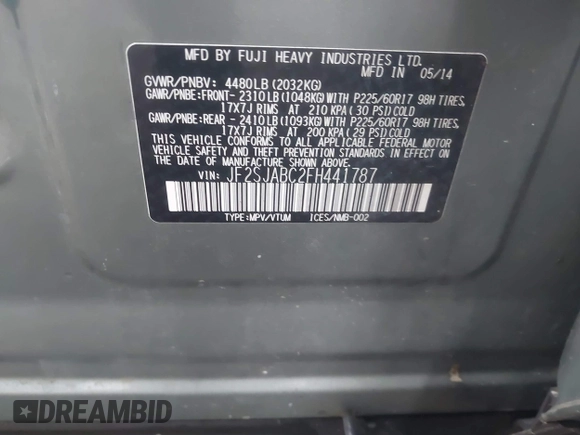 MFD BY FUJI HEAVY INDUSTRIES LTD.
MFD IN 05/14
GVWR/PNBV: 4480LB(2032KG)
GAWR/PNBE:FRONT-2310LB(1048KG)WITH P225/60R17 98H TIRES,
17X7J RIMS AT 210 KPA(30 PSI)COLD
GAWR/PNBE:REAR -2410LB(1093KG)WITH P225/60R17 98H TIRES,
17X7J RIMS AT 200 KPA(29 PSI)COLD
THIS VEHICLE CONFORMS TO ALL APPLICABLE FEDERAL MOTOR
VEHICLE SAFETY, BUMPER, AND THEFT PREVENTION STANDARDS
IN EFFECT ON THE DATE OF MANUFACTURE SHOWN ABOVE.
VIN: JF2SJABC2FH441787
TYPE:MPV/VTUM ICES/NMB-002
DREAMBID